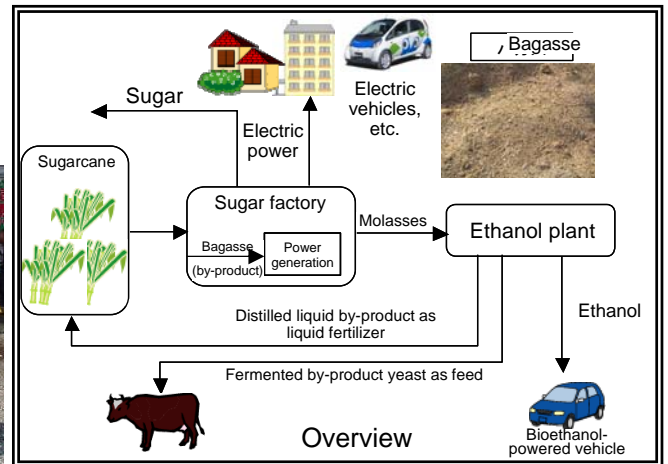 Bagasse
Sugar
Electric
vehicles,
etc.
Electric
power
Sugarcane
Sugar factory
Bagasse
(by-product)
Power
generation
Molasses
Ethanol plant
Distilled liquid by-product as
liquid fertilizer
Ethanol
Fermented by-product yeast as feed
Overview
Bioethanol-
powered vehicle